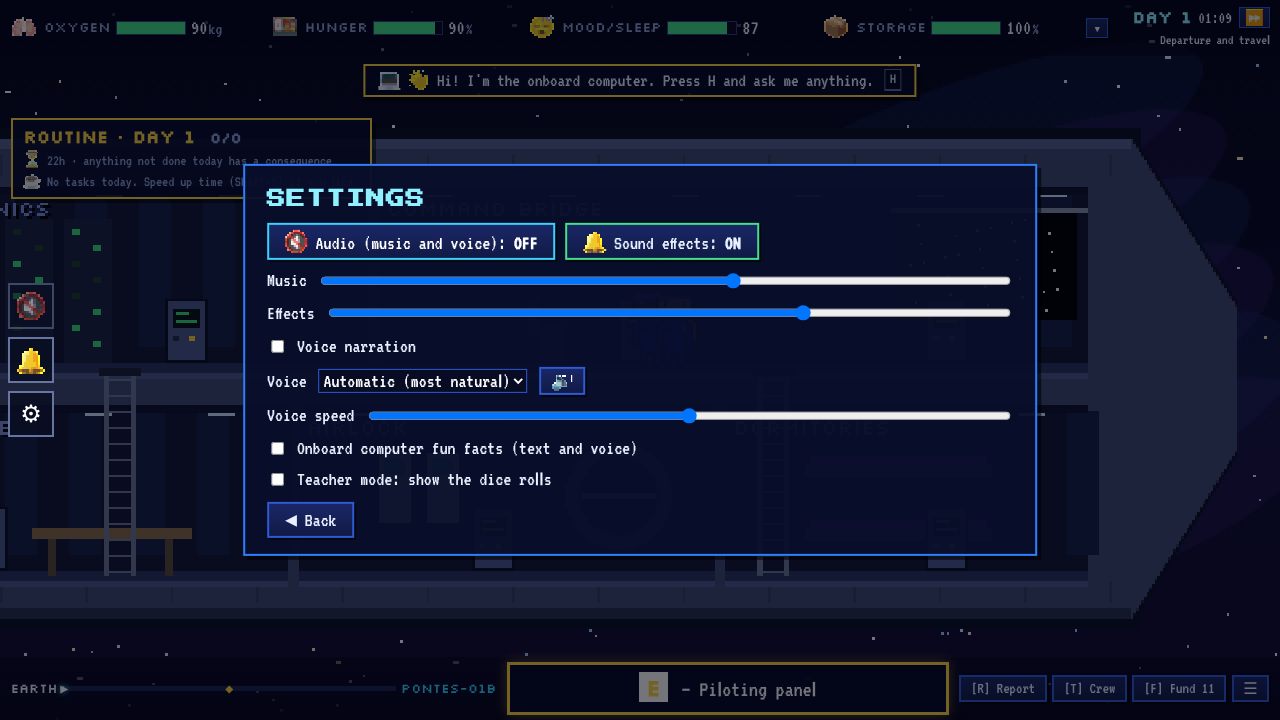 OXYGEN 90kg HUNGER 90% MOOD/SLEEP 87 STORAGE 100% ▼ DAY 1 01:09
— Departure and travel
Hi! I'm the onboard computer. Press H and ask me anything. H
ROUTINE · DAY 1 0/0
22h · anything not done today has a consequence
No tasks today. Speed up time
SETTINGS
Audio (music and voice): OFF Sound effects: ON
Music
Effects
Voice narration
Voice Automatic (most natural)
Voice speed
Onboard computer fun facts (text and voice)
DORMITORIES
Teacher mode: show the dice rolls
◀ Back
EARTH▶ PONTES-01B E — Piloting panel [R] Report [T] Crew [F] Fund 11 ☰